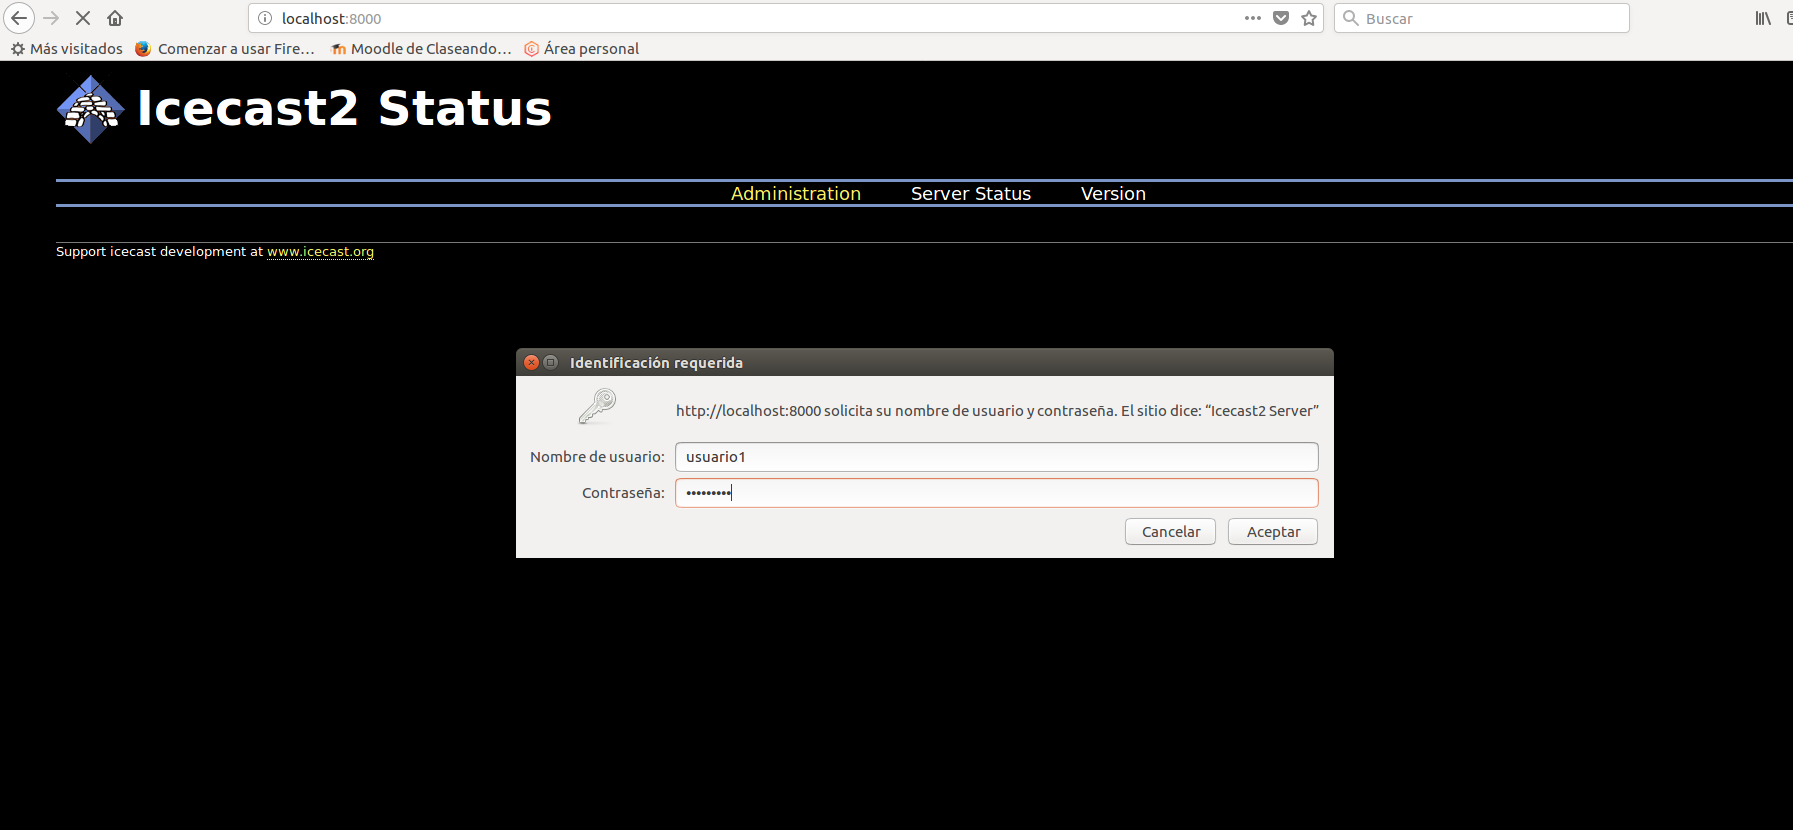 localhost:8000
Buscar
Más visitados Comenzar a usar Fire... Moodle de Claseando... Área personal
Icecast2 Status
Administration Server Status Version
Support icecast development at www.icecast.org
Identificación requerida
http://localhost:8000 solicita su nombre de usuario y contraseña. El sitio dice: “Icecast2 Server”
Nombre de usuario: usuario1
Contraseña: •••••••••
Cancelar Aceptar